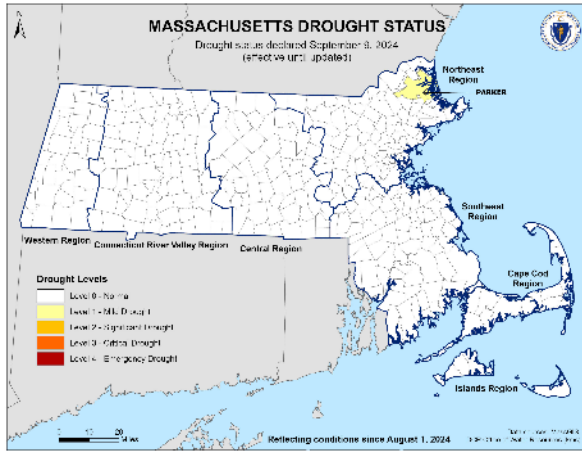 MASSACHUSETTS DROUGHT STATUS
Drought status declared September 9, 2024
(effective until updated)
Northeast
Region
PARKER
Southeast
Region
Western Region
Connecticut River Valley Region
Central Region
Cape Cod
Region
Drought Levels
Level 0 - Normal
Level 1 - Mild Drought
Level 2 - Significant Drought
Level 3 - Critical Drought
Level 4 - Emergency Drought
Islands Region
0 10 20
Miles
Reflecting conditions since August 1, 2024